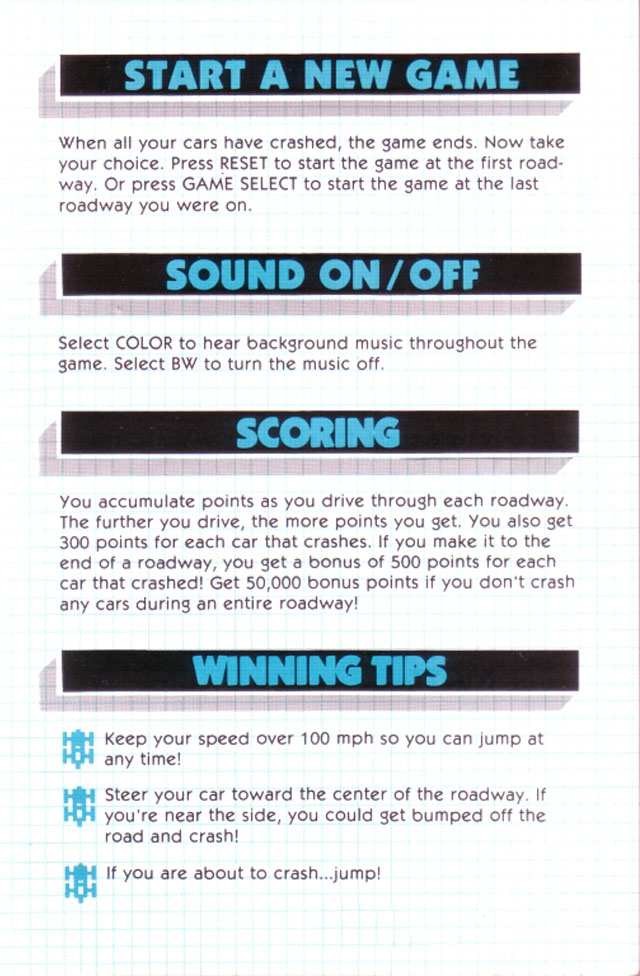 START A NEW GAME
When all your cars have crashed, the game ends. Now take
your choice. Press RESET to start the game at the first road-
way. Or press GAME SELECT to start the game at the last
roadway you were on.
SOUND ON/OFF
Select COLOR to hear background music throughout the
game. Select BW to turn the music off.
SCORING
You accumulate points as you drive through each roadway.
The further you drive, the more points you get. You also get
300 points for each car that crashes. If you make it to the
end of a roadway, you get a bonus of 500 points for each
car that crashed! Get 50,000 bonus points if you don't crash
any cars during an entire roadway!
WINNING TIPS
Keep your speed over 100 mph so you can jump at
any time!
Steer your car toward the center of the roadway. If
you're near the side, you could get bumped off the
road and crash!
If you are about to crash...jump!